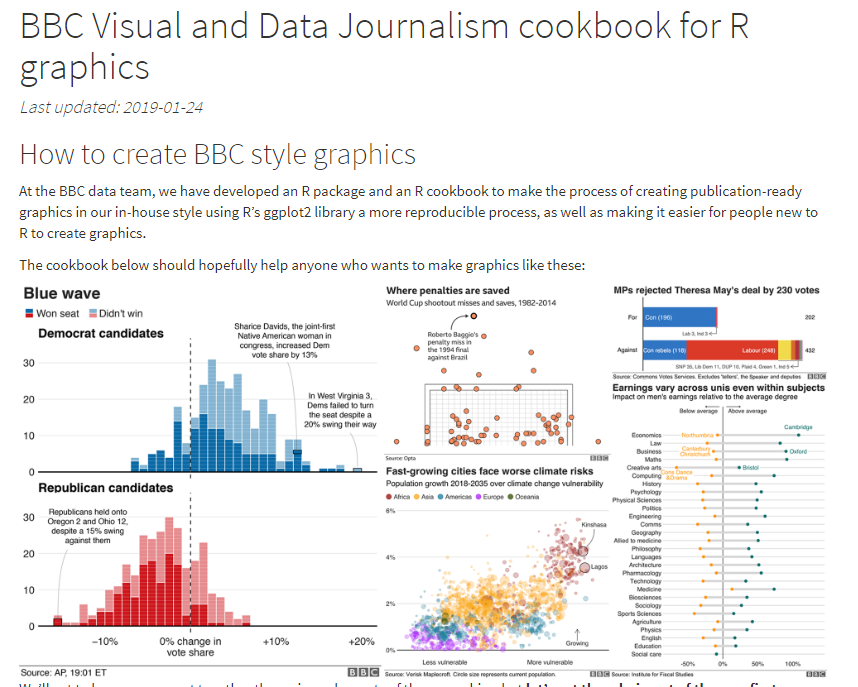 BBC Visual and Data Journalism cookbook for R
graphics
Last updated: 2019-01-24
How to create BBC style graphics
At the BBC data team, we have developed an R package and an R cookbook to make the process of creating publication-ready
graphics in our in-house style using R's ggplot2 library a more reproducible process, as well as making it easier for people new to
R to create graphics.
The cookbook below should hopefully help anyone who wants to make graphics like these:
Blue wave
Won seat Didn't win
Democrat candidates
Sharice Davids, the joint-first
Native American woman in
congress, increased Dem
vote share by 13%
In West Virginia 3,
Dems failed to turn
the seat despite a
20% swing their way
30
20
10
0
Republican candidates
Republicans held onto
Oregon 2 and Ohio 12,
despite a 15% swing
against them
30
20
10
0
−10% 0% change in +10% +20%
vote share
Source: AP, 19:01 ET BBC
Where penalties are saved
World Cup shootout misses and saves, 1982-2014
Roberto Baggio's
penalty miss in
the 1994 final
against Brazil
Source: Opta BBC
Fast-growing cities face worse climate risks
Population growth 2018-2035 over climate change vulnerability
Africa Asia Americas Europe Oceania
6%
Kinshasa
4%
Lagos
2%
Growing
0%
Less vulnerable More vulnerable
Source: Verisk Maplecroft. Circle size represents current population. BBC
MPs rejected Theresa May's deal by 230 votes
For Con (196) 202
Lab 3, Ind 3
Against Con rebels (118) Labour (248) 432
SNP 35, Lib Dem 11, DUP 10, Plaid 4, Green 1, Ind 5
Source: Commons Votes Services. Excludes 'tellers', the Speaker and deputies BBC
Earnings vary across unis even within subjects
Impact on men's earnings relative to the average degree
Below average Above average
Cambridge
Economics Northumbria
Law
Business Canterbury Oxford
Christchurch
Maths
Creative arts Bristol
Computing Cons Dance
&Drama
History
Psychology
Physical Sciences
Politics
Engineering
Comms
Geography
Allied to medicine
Philosophy
Languages
Architecture
Pharmacology
Technology
Medicine
Biosciences
Sociology
Sports Sciences
Agriculture
Physics
English
Education
Social care
-50% 0% 50% 100%
Source: Institute for Fiscal Studies BBC